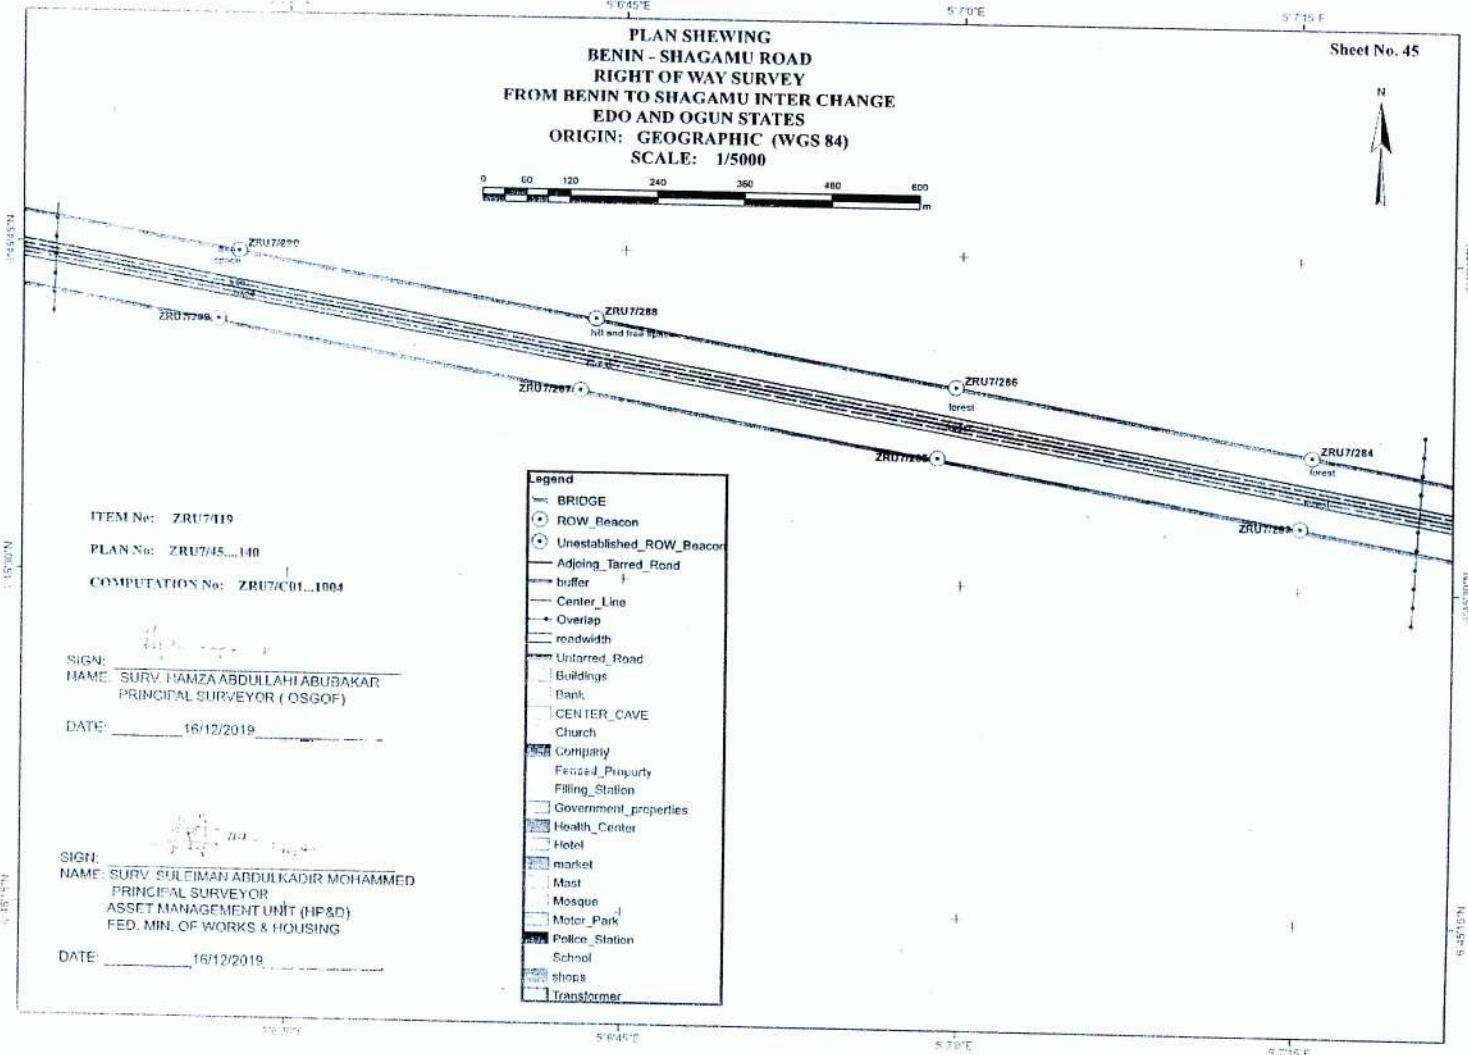 5°6'45"E
5°7'0"E
PLAN SHEWING
BENIN - SHAGAMU ROAD
RIGHT OF WAY SURVEY
FROM BENIN TO SHAGAMU INTER CHANGE
EDO AND OGUN STATES
ORIGIN: GEOGRAPHIC (WGS 84)
SCALE: 1/5000
Sheet No. 45
N
0 60 120 240 360 480 600
m
ZRU7/288
hill and
ZRU7/286
forest
ZRU7/284
forest
ITEM No: ZRU7/119
PLAN No: ZRU7/45....140
COMPUTATION No: ZRU7/C01...1004
SIGN:
NAME: SURV. HAMZA ABDULLAHI ABUBAKAR
PRINCIPAL SURVEYOR ( OSGOF)
DATE: 16/12/2019
SIGN:
NAME: SURV. SULEIMAN ABDULKADIR MOHAMMED
PRINCIPAL SURVEYOR
ASSET MANAGEMENT UNIT (HP&D)
FED. MIN. OF WORKS & HOUSING
DATE: 16/12/2019
Legend
BRIDGE
ROW_Beacon
Unestablished_ROW_Beacon
Adjoing_Tarred_Road
buffer
Center_Line
Overlap
roadwidth
Untarred_Road
Buildings
Bank
CENTER_CAVE
Church
Company
Fenced_Property
Filling_Station
Government_properties
Health_Center
Hotel
market
Mast
Mosque
Motor_Park
Police_Station
School
shops
Transformer
5°6'45"E
5°7'0"E